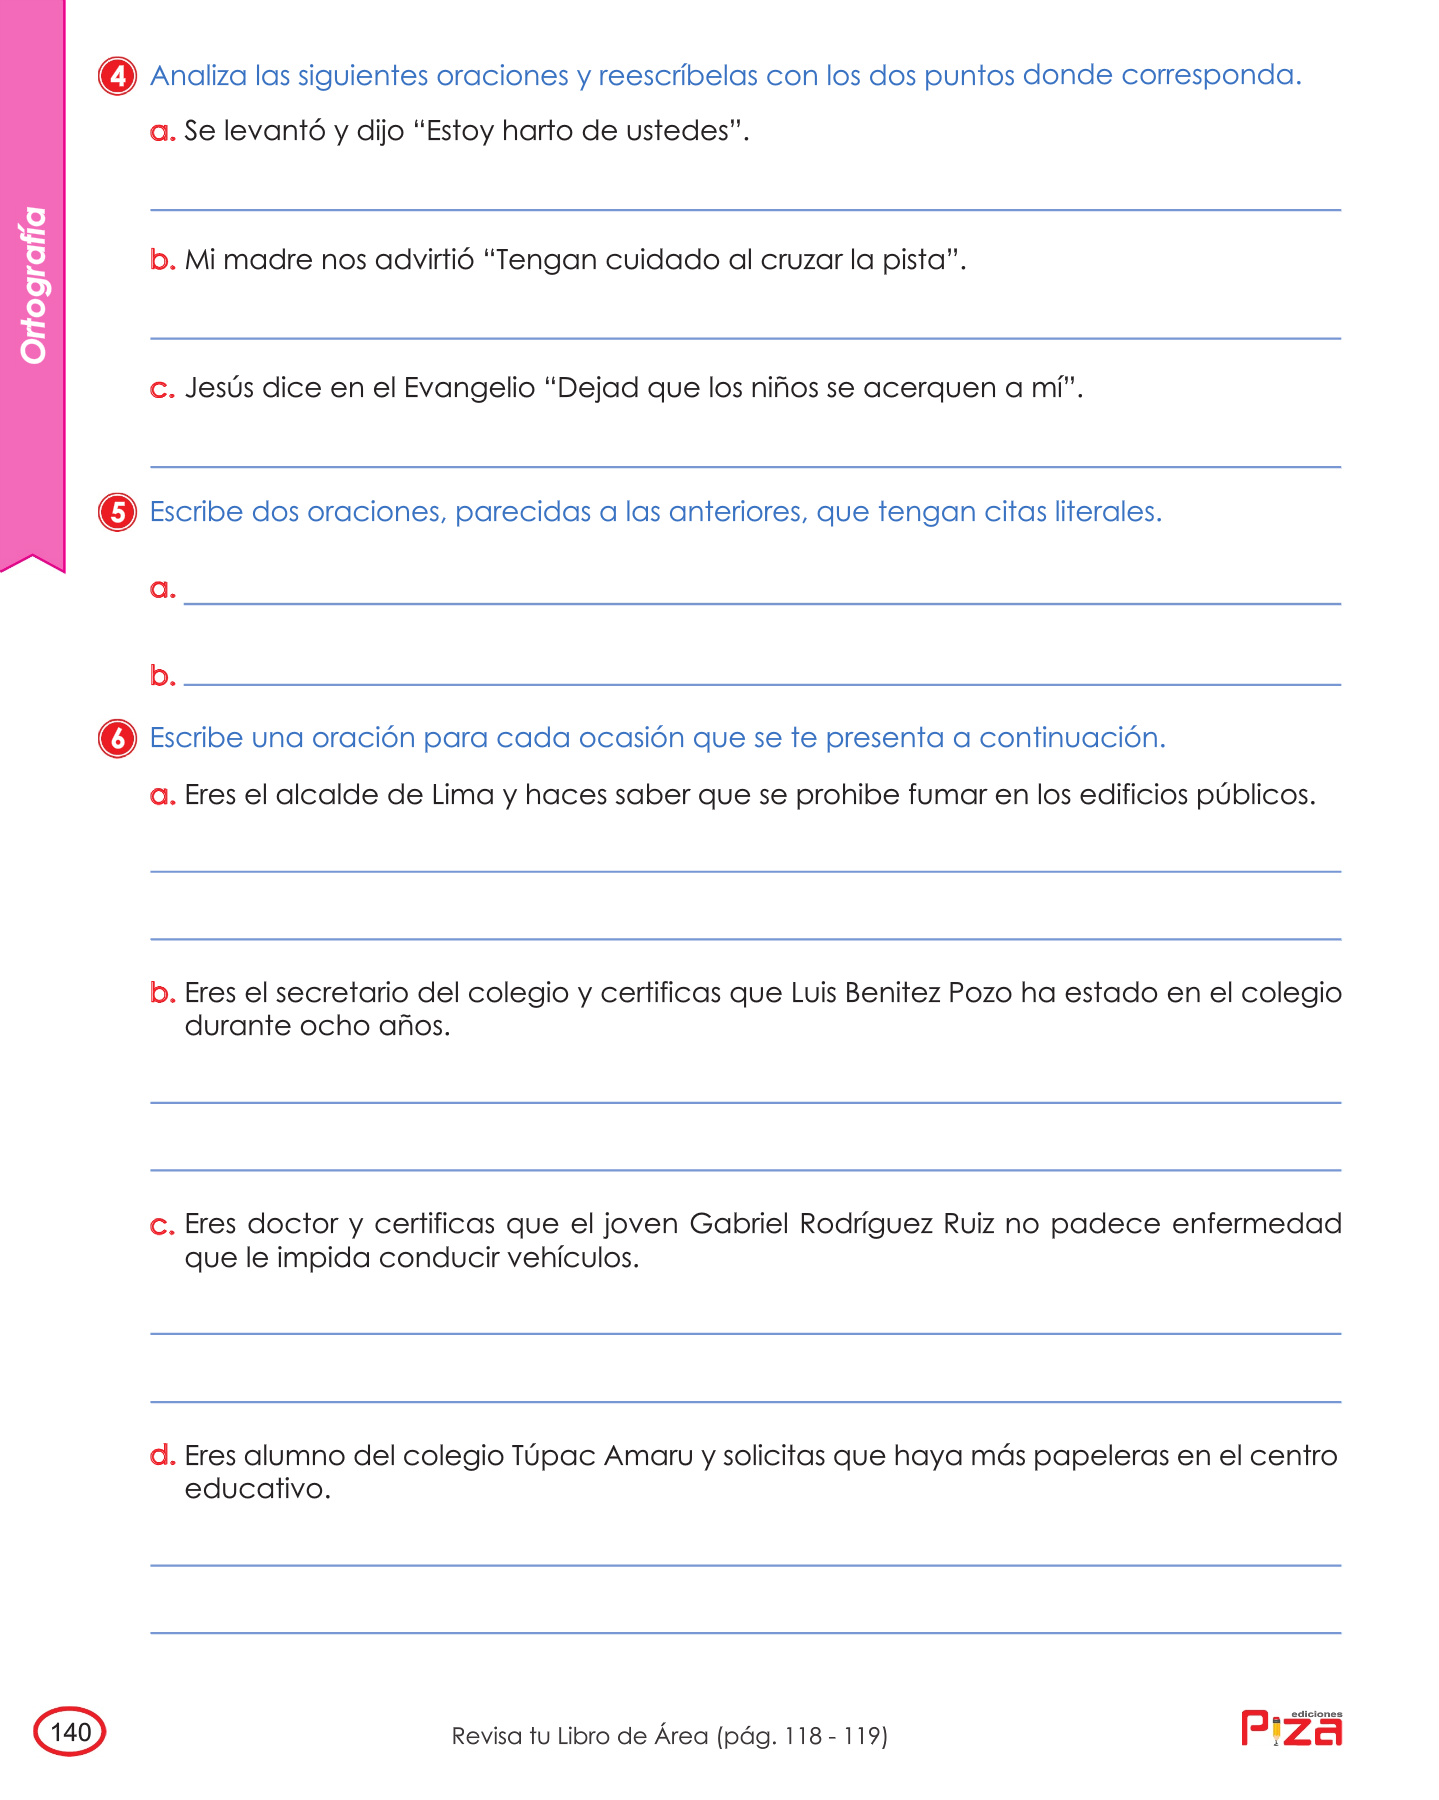 Ortografía
4 Analiza las siguientes oraciones y reescríbelas con los dos puntos donde corresponda.
a. Se levantó y dijo “Estoy harto de ustedes”.
b. Mi madre nos advirtió “Tengan cuidado al cruzar la pista”.
c. Jesús dice en el Evangelio “Dejad que los niños se acerquen a mí”.
5 Escribe dos oraciones, parecidas a las anteriores, que tengan citas literales.
a.
b.
6 Escribe una oración para cada ocasión que se te presenta a continuación.
a. Eres el alcalde de Lima y haces saber que se prohibe fumar en los edificios públicos.
b. Eres el secretario del colegio y certificas que Luis Benitez Pozo ha estado en el colegio
durante ocho años.
c. Eres doctor y certificas que el joven Gabriel Rodríguez Ruiz no padece enfermedad
que le impida conducir vehículos.
d. Eres alumno del colegio Túpac Amaru y solicitas que haya más papeleras en el centro
educativo.
140
Revisa tu Libro de Área (pág. 118 - 119)
ediciones
Piza